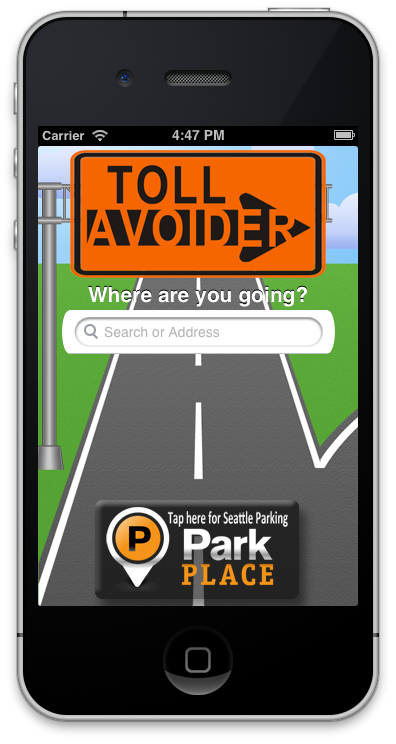 Carrier 4:47 PM
TOLL
AVOIDER
Where are you going?
Search or Address
P
Tap here for Seattle Parking
Park
PLACE